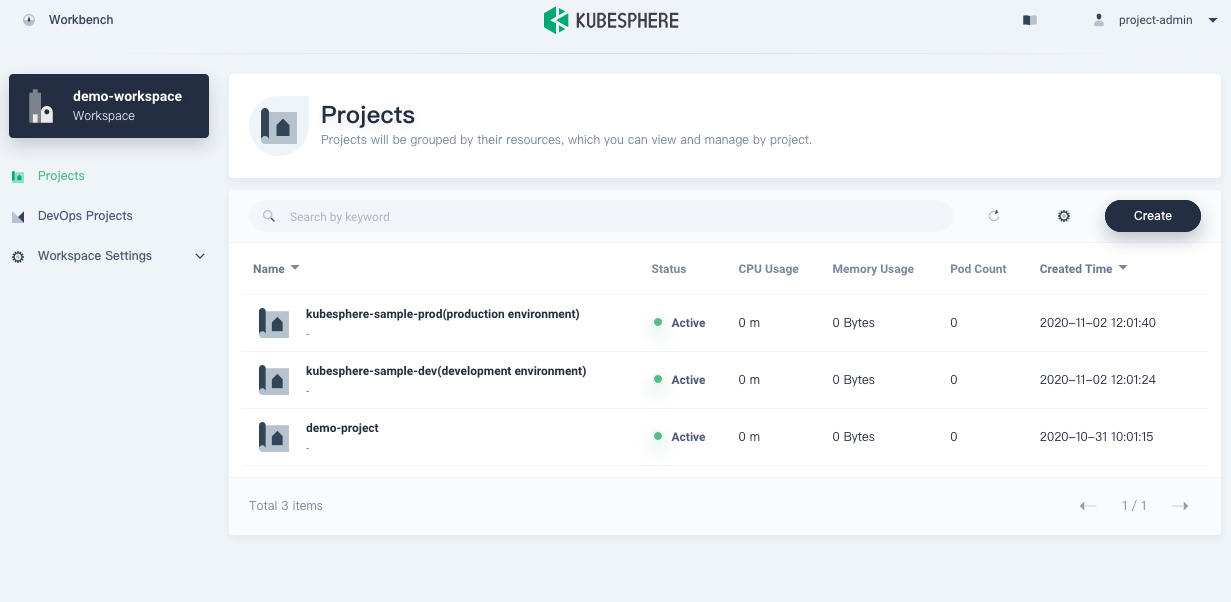 Workbench
KUBESPHERE
project-admin
demo-workspace
Workspace
Projects
DevOps Projects
Workspace Settings
Projects
Projects will be grouped by their resources, which you can view and manage by project.
Search by keyword
Create
Name Status CPU Usage Memory Usage Pod Count Created Time
kubesphere-sample-prod(production environment)
-
Active 0 m 0 Bytes 0 2020-11-02 12:01:40
kubesphere-sample-dev(development environment)
-
Active 0 m 0 Bytes 0 2020-11-02 12:01:24
demo-project
-
Active 0 m 0 Bytes 0 2020-10-31 10:01:15
Total 3 items
1 / 1